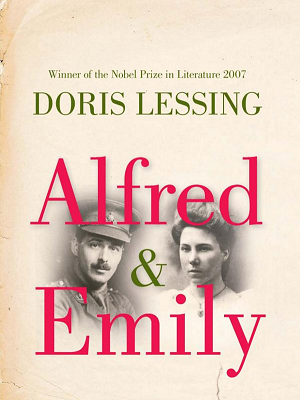 Winner of the Nobel Prize in Literature 2007
DORIS LESSING
Alfred
&
Emily